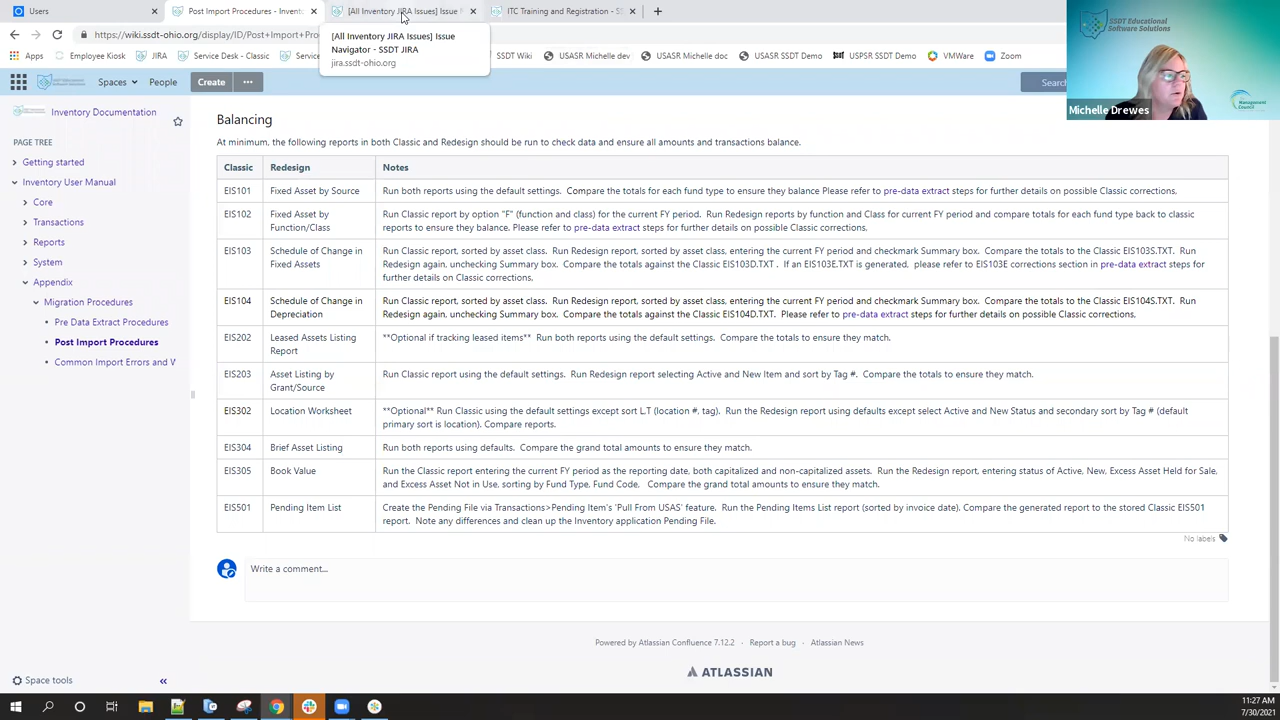 Users
Post Import Procedures - Invento
[All Inventory JIRA Issues] Issue
ITC Training and Registration - SS
https://wiki.ssdt-ohio.org/display/ID/Post+Import+Pro
[All Inventory JIRA Issues] Issue
Navigator - SSDT JIRA
jira.ssdt-ohio.org
Apps
Employee Kiosk
JIRA
Service Desk - Classic
Service
SSDT Wiki
USASR Mickey dev
USASR Mickey doc
USASR SSDT Demo
USPSR SSDT Demo
VMWare
Zoom
SSDT Educational
Software Solutions
Michelle Drewes
Management
Council
Spaces
People
Create
Search
Inventory Documentation
PAGE TREE
Getting started
Inventory User Manual
Core
Transactions
Reports
System
Appendix
Migration Procedures
Pre Data Extract Procedures
Post Import Procedures
Common Import Errors and W
Balancing
At minimum, the following reports in both Classic and Redesign should be run to check data and ensure all amounts and transactions balance.
Classic Redesign Notes
EIS101 Fixed Asset by Source Run both reports using the default settings. Compare the totals for each fund type to ensure they balance Please refer to pre-data extract steps for further details on possible Classic corrections.
EIS102 Fixed Asset by Run Classic report by option "F" (function and class) for the current FY period. Run Redesign reports by function and Class for current FY period and compare totals for each fund type back to classic
Function/Class reports to ensure they balance. Please refer to pre-data extract steps for further details on possible Classic corrections.
EIS103 Schedule of Change in Run Classic report, sorted by asset class. Run Redesign report, sorted by asset class, entering the current FY period and checkmark Summary box. Compare the totals to the Classic EIS103S.TXT. Run
Fixed Assets Redesign again, unchecking Summary box. Compare the totals against the Classic EIS103D.TXT . If an EIS103E.TXT is generated, please refer to EIS103E corrections section in pre-data extract steps for
further details on Classic corrections.
EIS104 Schedule of Change in Run Classic report, sorted by asset class. Run Redesign report, sorted by asset class, entering the current FY period and checkmark Summary box. Compare the totals to the Classic EIS104S.TXT. Run
Depreciation Redesign again, unchecking Summary box. Compare the totals against the Classic EIS104D.TXT. Please refer to pre-data extract steps for further details on possible Classic corrections.
EIS202 Leased Assets Listing **Optional if tracking leased items** Run both reports using the default settings. Compare the totals to ensure they match.
Report
EIS203 Asset Listing by Run Classic report using the default settings. Run Redesign report selecting Active and New Item and sort by Tag #. Compare the totals to ensure they match.
Grant/Source
EIS302 Location Worksheet **Optional** Run Classic using the default settings except sort L,T (location #, tag). Run the Redesign report using defaults except select Active and New Status and secondary sort by Tag # (default
primary sort is location). Compare reports.
EIS304 Brief Asset Listing Run both reports using defaults. Compare the grand total amounts to ensure they match.
EIS305 Book Value Run the Classic report entering the current FY period as the reporting date, both capitalized and non-capitalized assets. Run the Redesign report, entering status of Active, New, Excess Asset Held for Sale,
and Excess Asset Not in Use, sorting by Fund Type, Fund Code. Compare the grand total amounts to ensure they match.
EIS501 Pending Item List Create the Pending File via Transactions>Pending Item's 'Pull From USAS' feature. Run the Pending Items List report (sorted by invoice date). Compare the generated report to the stored Classic EIS501
report. Note any differences and clean up the Inventory application Pending File.
No labels
Write a comment...
Powered by Atlassian Confluence 7.12.2 · Report a bug · Atlassian News
ATLASSIAN
Space tools
11:27 AM
7/30/2021